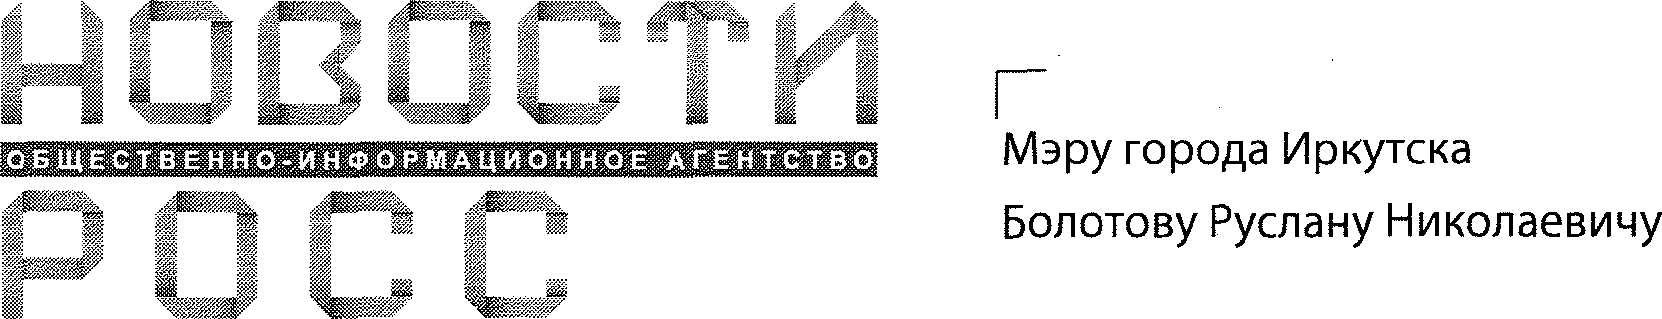 НОВОСТИ
ОБЩЕСТВЕННО-ИНФОРМАЦИОННОЕ АГЕНТСТВО
РОСС
Мэру города Иркутска
Болотову Руслану Николаевичу